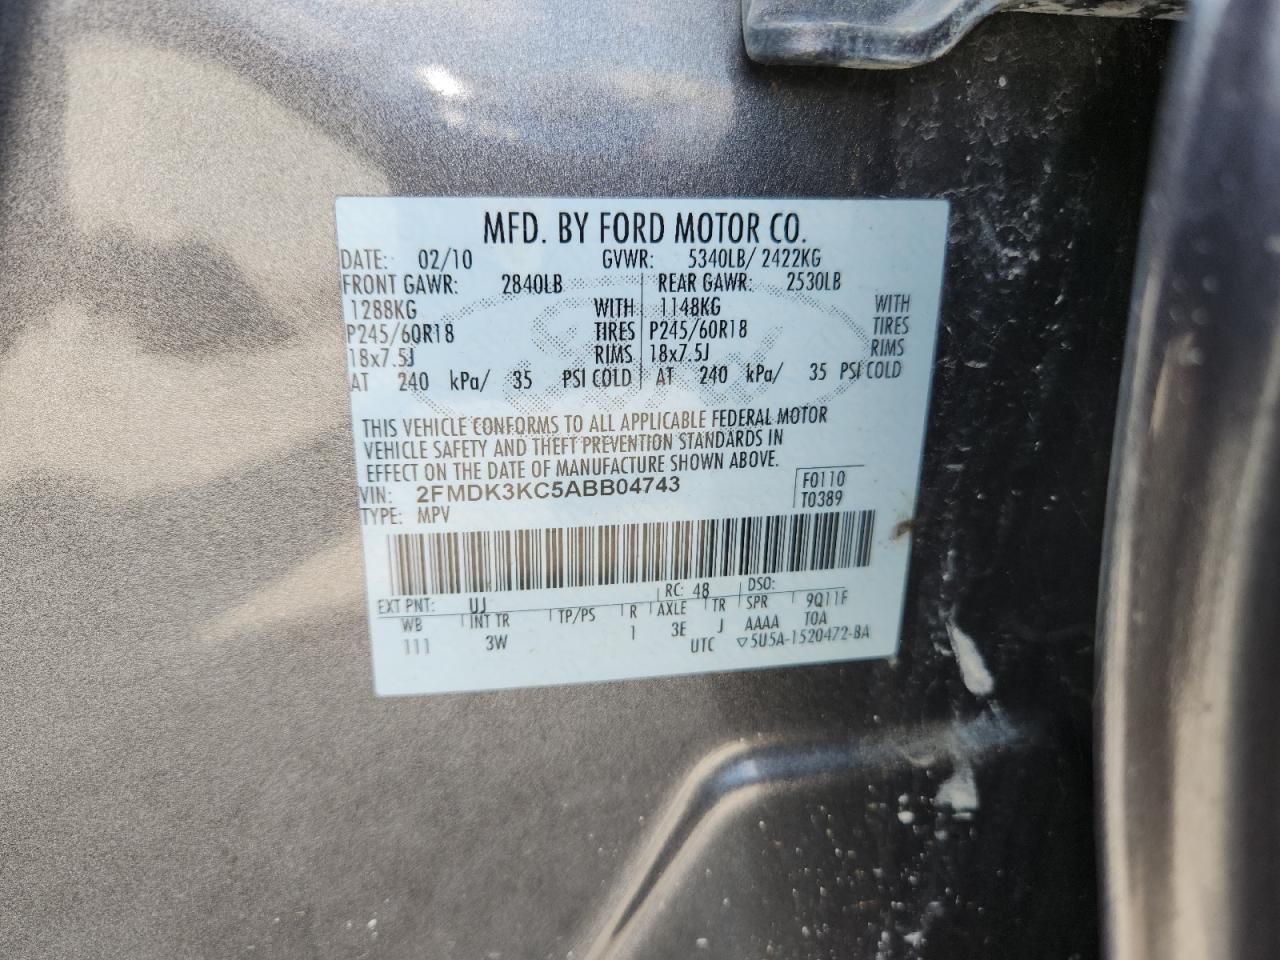 MFD. BY FORD MOTOR CO.
DATE: 02/10 GVWR: 5340LB/ 2422KG
FRONT GAWR: 2840LB REAR GAWR: 2530LB
1288KG WITH 1148KG WITH
P245/60R18 TIRES P245/60R18 TIRES
18x7.5J RIMS 18x7.5J RIMS
AT 240 kPa/ 35 PSI COLD AT 240 kPa/ 35 PSI COLD
THIS VEHICLE CONFORMS TO ALL APPLICABLE FEDERAL MOTOR
VEHICLE SAFETY AND THEFT PREVENTION STANDARDS IN
EFFECT ON THE DATE OF MANUFACTURE SHOWN ABOVE.
VIN: 2FMDK3KC5ABB04743 F0110
TYPE: MPV T0389
EXT PNT: UJ RC: 48 DSO:
WB INT TR TP/PS R AXLE TR SPR 9Q11F
111 3W 1 3E J AAAA TOA
UTC ▽5U5A-1520472-BA